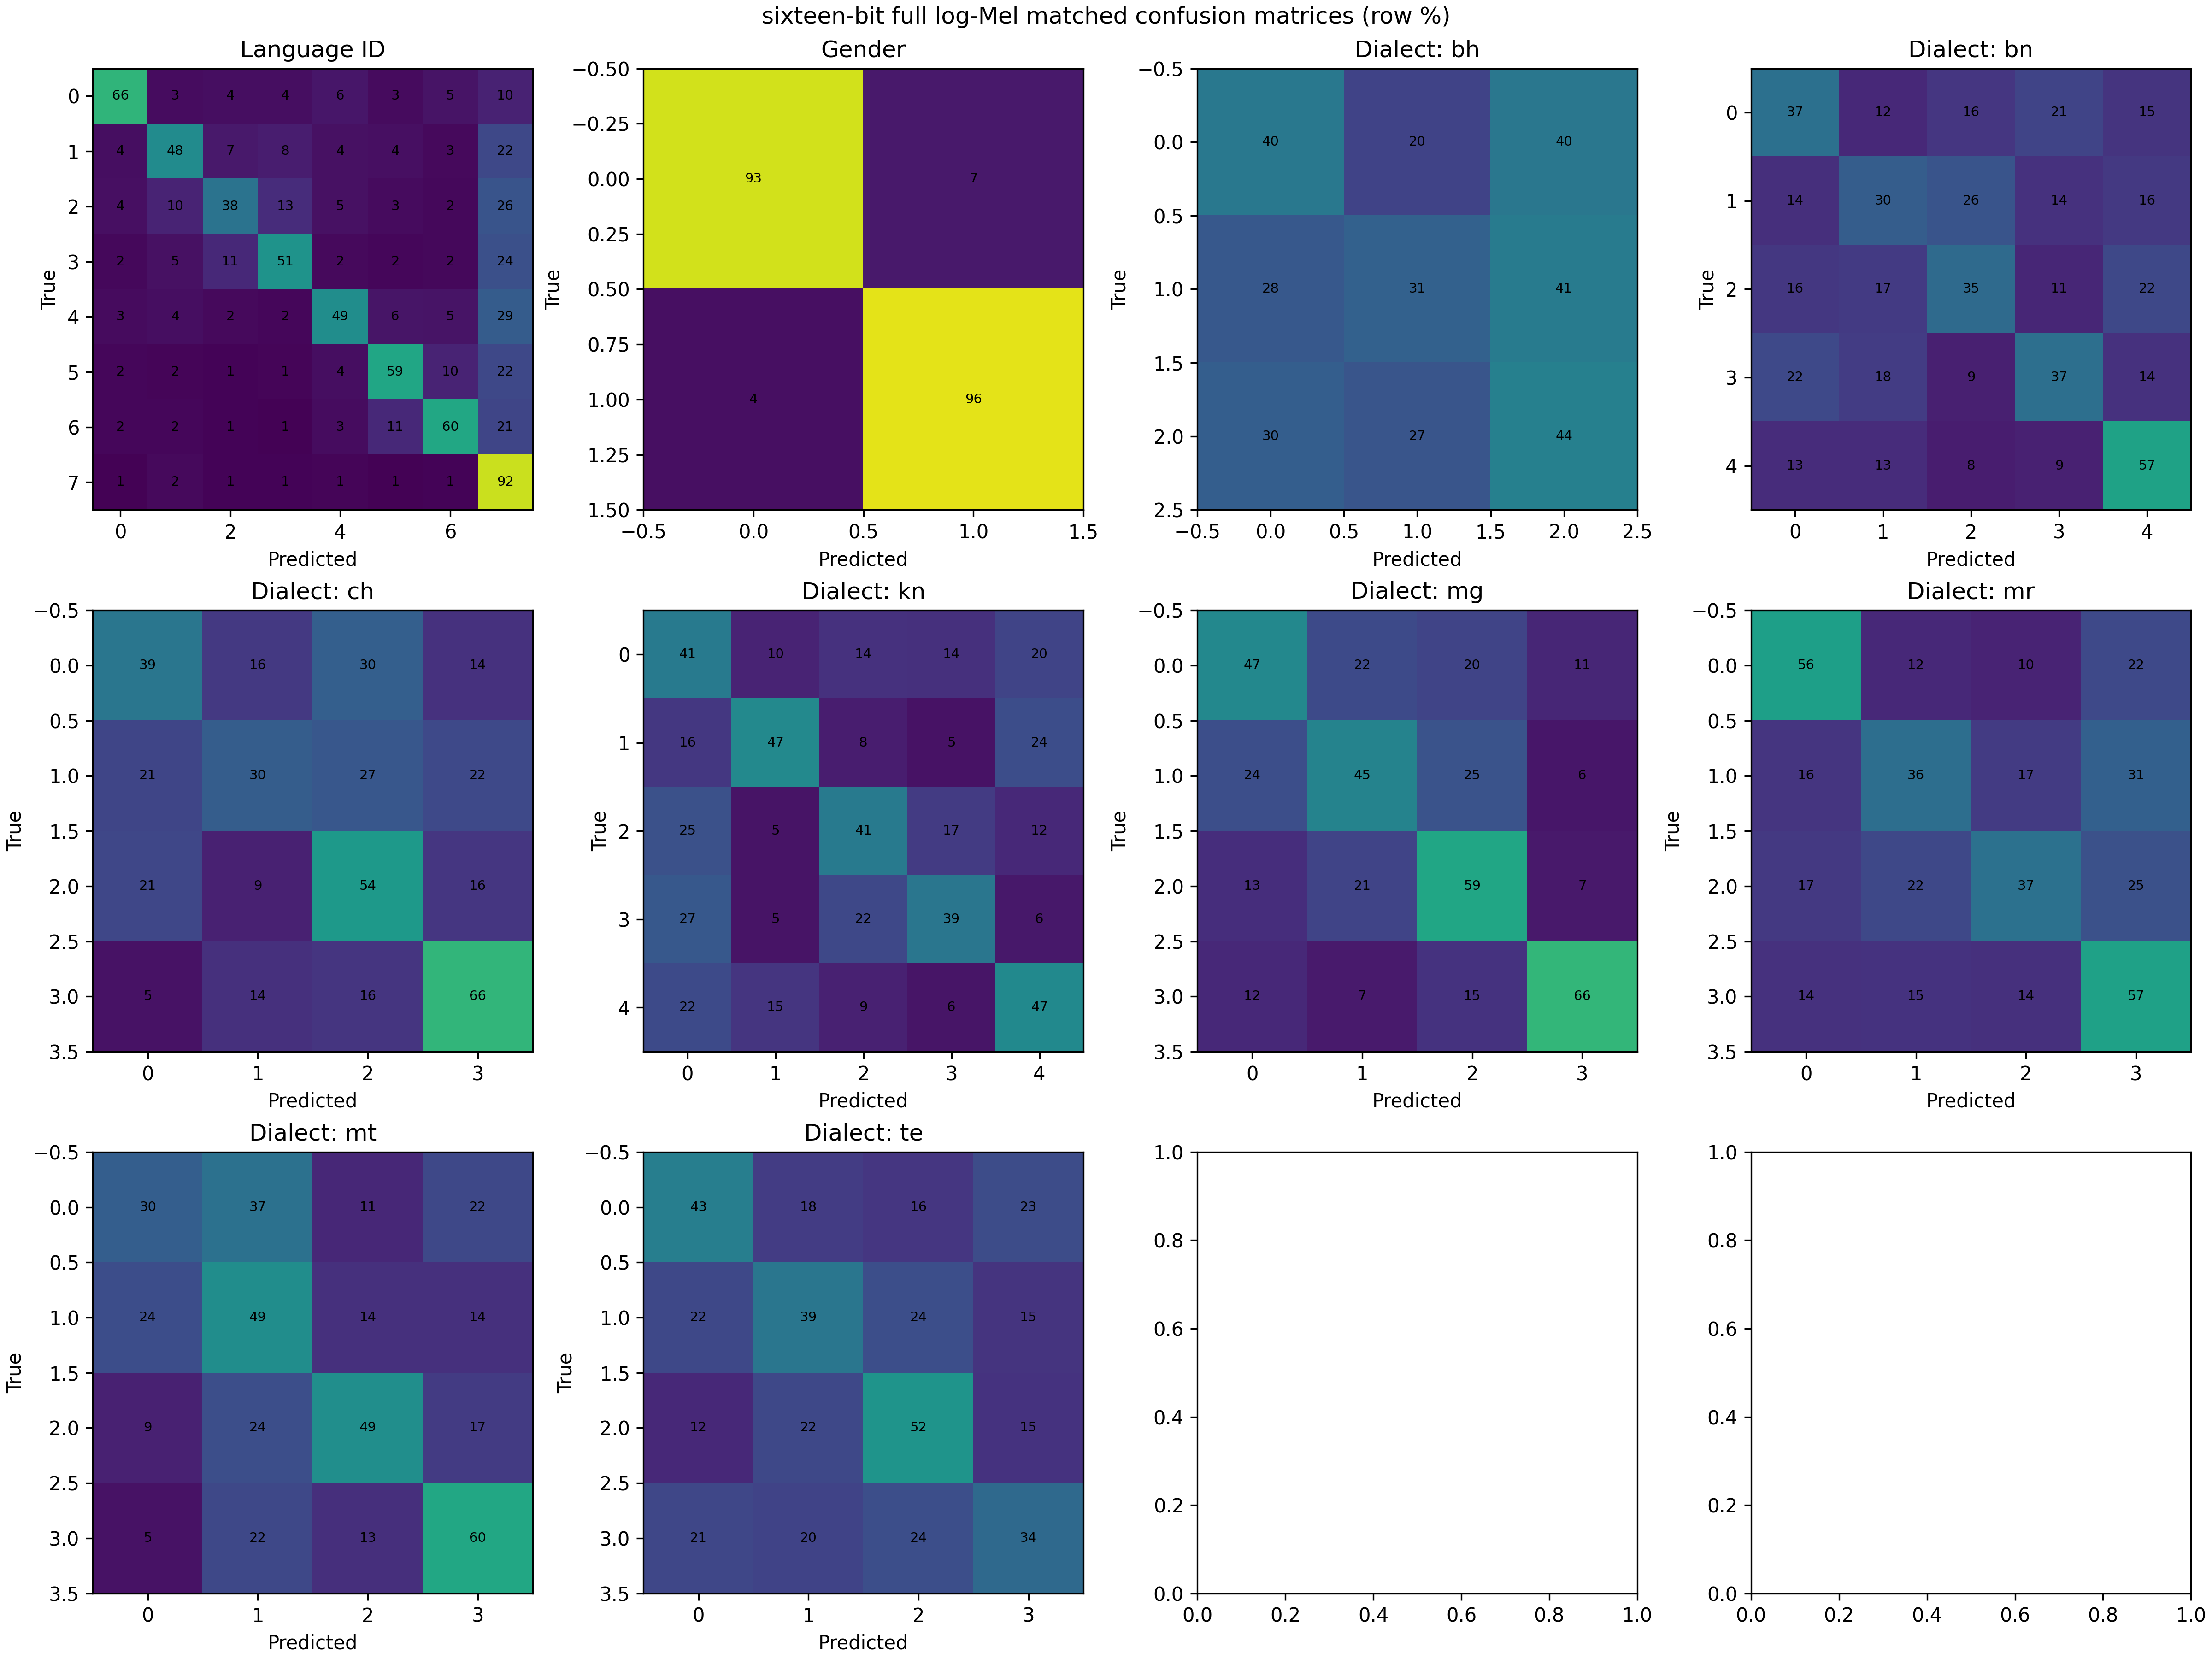 sixteen-bit full log-Mel matched confusion matrices (row %)
Language ID
0 66 3 4 4 6 3 5 10
1 4 48 7 8 4 4 3 22
2 4 10 38 13 5 3 2 26
3 2 5 11 51 2 2 2 24
4 3 4 2 2 49 6 5 29
5 2 2 1 1 4 59 10 22
6 2 2 1 1 3 11 60 21
7 1 2 1 1 1 1 1 92
0 2 4 6
True
Predicted
Gender
−0.50
−0.25
0.00 93 7
0.25
0.50
0.75
1.00 4 96
1.25
1.50
−0.5 0.0 0.5 1.0 1.5
True
Predicted
Dialect: bh
−0.5
0.0 40 20 40
0.5
1.0 28 31 41
1.5
2.0 30 27 44
2.5
−0.5 0.0 0.5 1.0 1.5 2.0 2.5
True
Predicted
Dialect: bn
0 37 12 16 21 15
1 14 30 26 14 16
2 16 17 35 11 22
3 22 18 9 37 14
4 13 13 8 9 57
0 1 2 3 4
True
Predicted
Dialect: ch
−0.5
0.0 39 16 30 14
0.5
1.0 21 30 27 22
1.5
2.0 21 9 54 16
2.5
3.0 5 14 16 66
3.5
0 1 2 3
True
Predicted
Dialect: kn
0 41 10 14 14 20
1 16 47 8 5 24
2 25 5 41 17 12
3 27 5 22 39 6
4 22 15 9 6 47
0 1 2 3 4
True
Predicted
Dialect: mg
−0.5
0.0 47 22 20 11
0.5
1.0 24 45 25 6
1.5
2.0 13 21 59 7
2.5
3.0 12 7 15 66
3.5
0 1 2 3
True
Predicted
Dialect: mr
−0.5
0.0 56 12 10 22
0.5
1.0 16 36 17 31
1.5
2.0 17 22 37 25
2.5
3.0 14 15 14 57
3.5
0 1 2 3
True
Predicted
Dialect: mt
−0.5
0.0 30 37 11 22
0.5
1.0 24 49 14 14
1.5
2.0 9 24 49 17
2.5
3.0 5 22 13 60
3.5
0 1 2 3
True
Predicted
Dialect: te
−0.5
0.0 43 18 16 23
0.5
1.0 22 39 24 15
1.5
2.0 12 22 52 15
2.5
3.0 21 20 24 34
3.5
0 1 2 3
True
Predicted
1.0
0.8
0.6
0.4
0.2
0.0
0.0 0.2 0.4 0.6 0.8 1.0
1.0
0.8
0.6
0.4
0.2
0.0
0.0 0.2 0.4 0.6 0.8 1.0